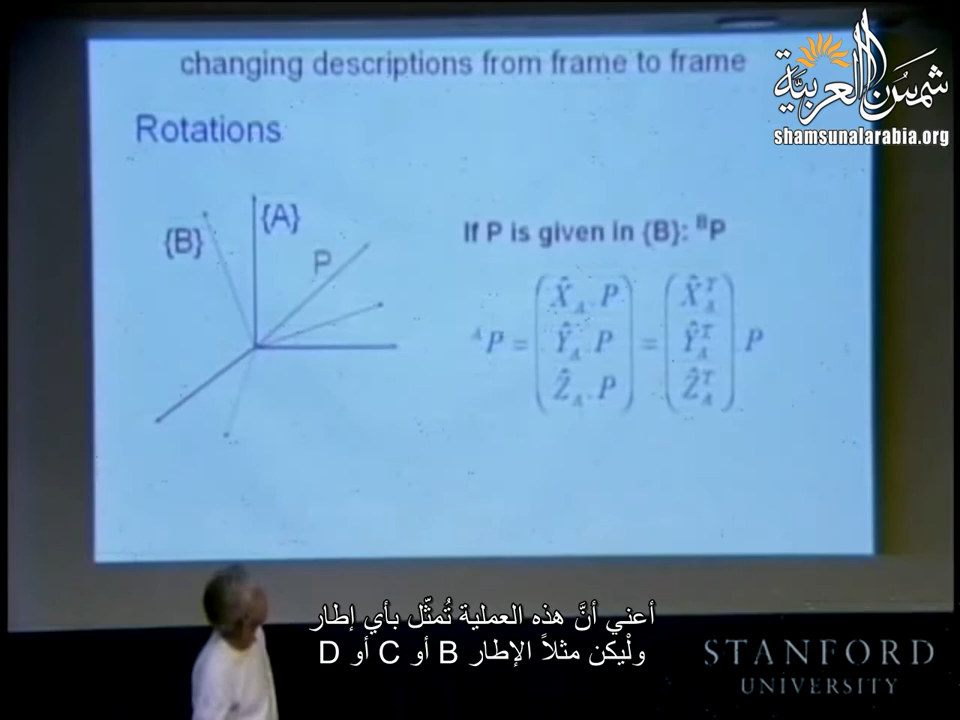 changing descriptions from frame to frame
شمس العربية
shamsunalarabia.org
Rotations
{B}
{A}
P
If P is given in {B}: ᴮP
ᴬP = (X̂_A . P; Ŷ_A . P; Ẑ_A . P) = (X̂_A^T; Ŷ_A^T; Ẑ_A^T) . P
أعني أنَّ هذه العملية تُمثّل بأي إطار
ولْيكن مثلاً الإطار B أو C أو D
STANFORD
UNIVERSITY